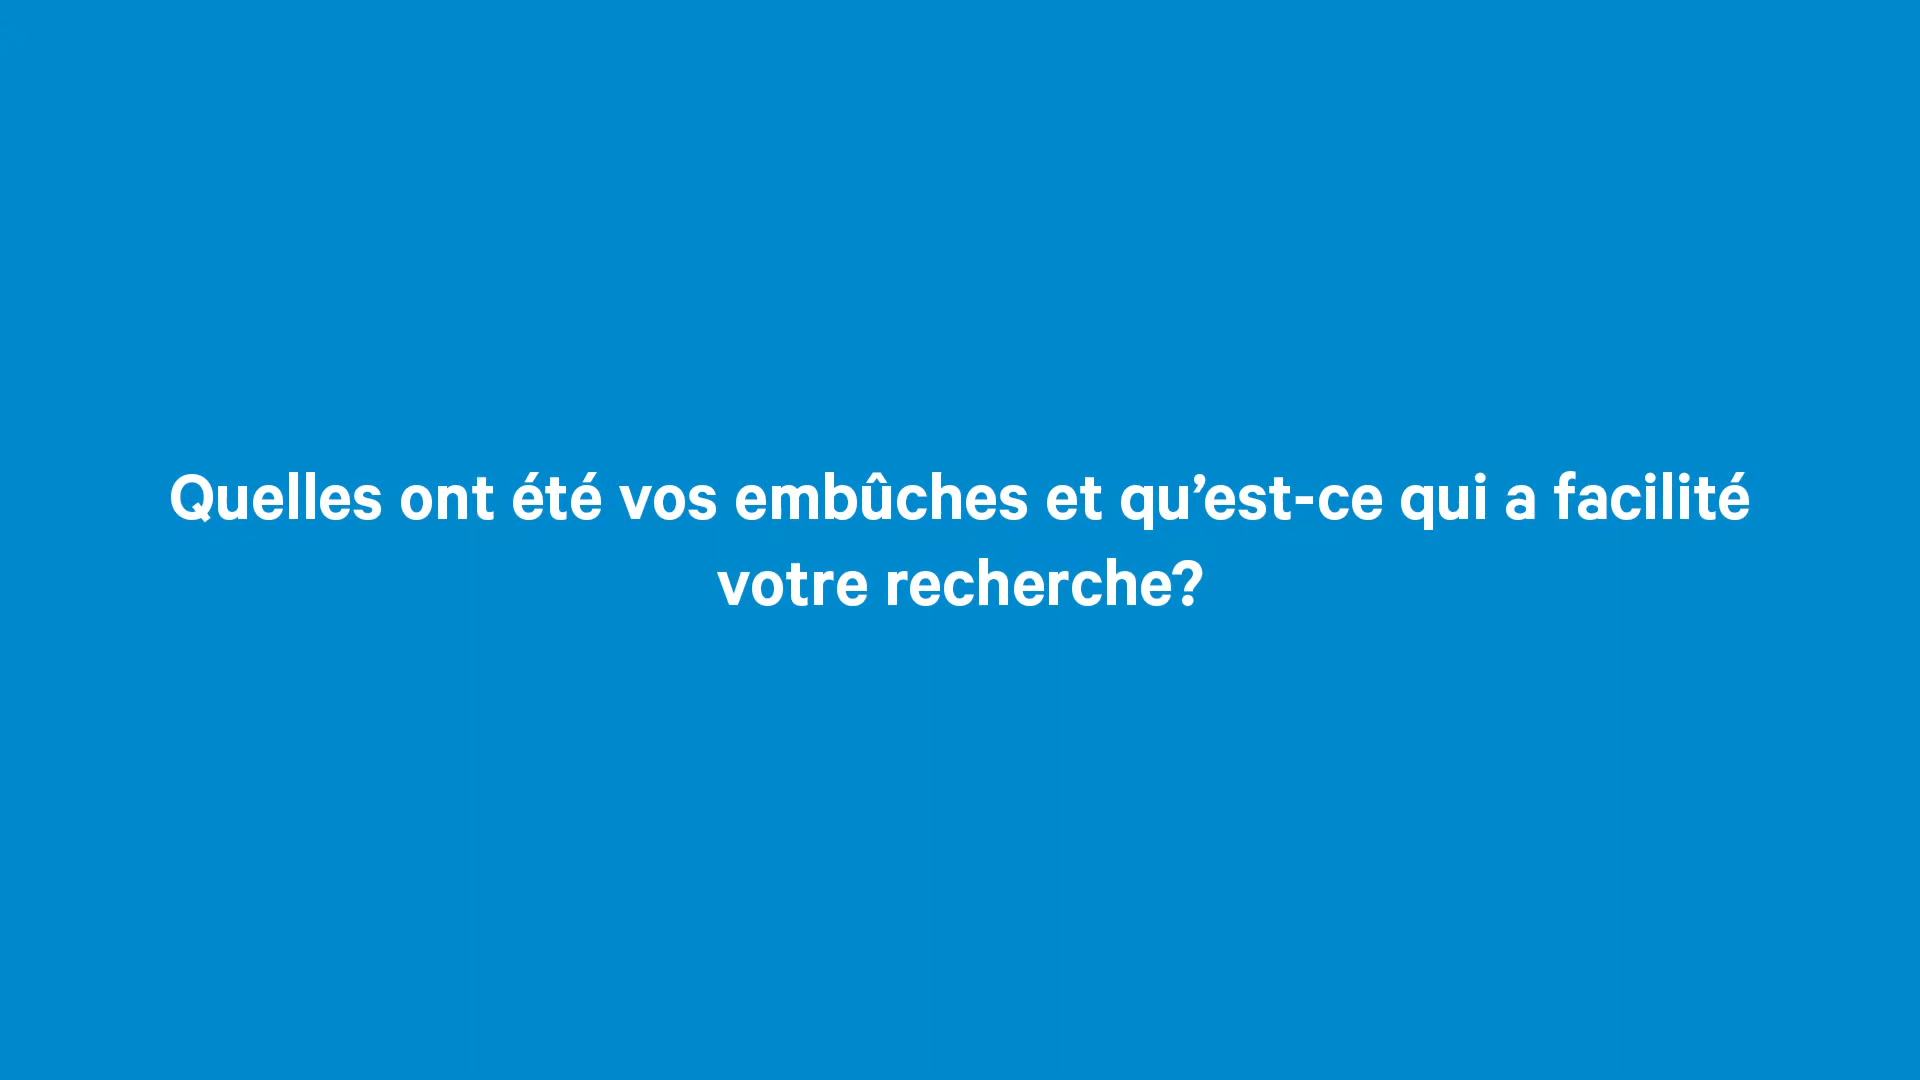 Quelles ont été vos embûches et qu’est-ce qui a facilité
votre recherche?